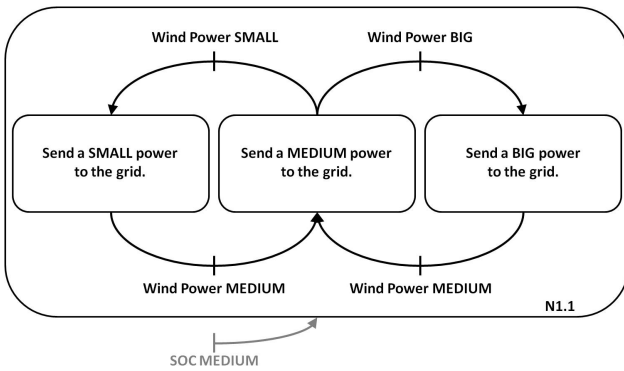 Wind Power SMALL
Wind Power BIG
Send a SMALL power
to the grid.
Send a MEDIUM power
to the grid.
Send a BIG power
to the grid.
Wind Power MEDIUM
Wind Power MEDIUM
N1.1
SOC MEDIUM